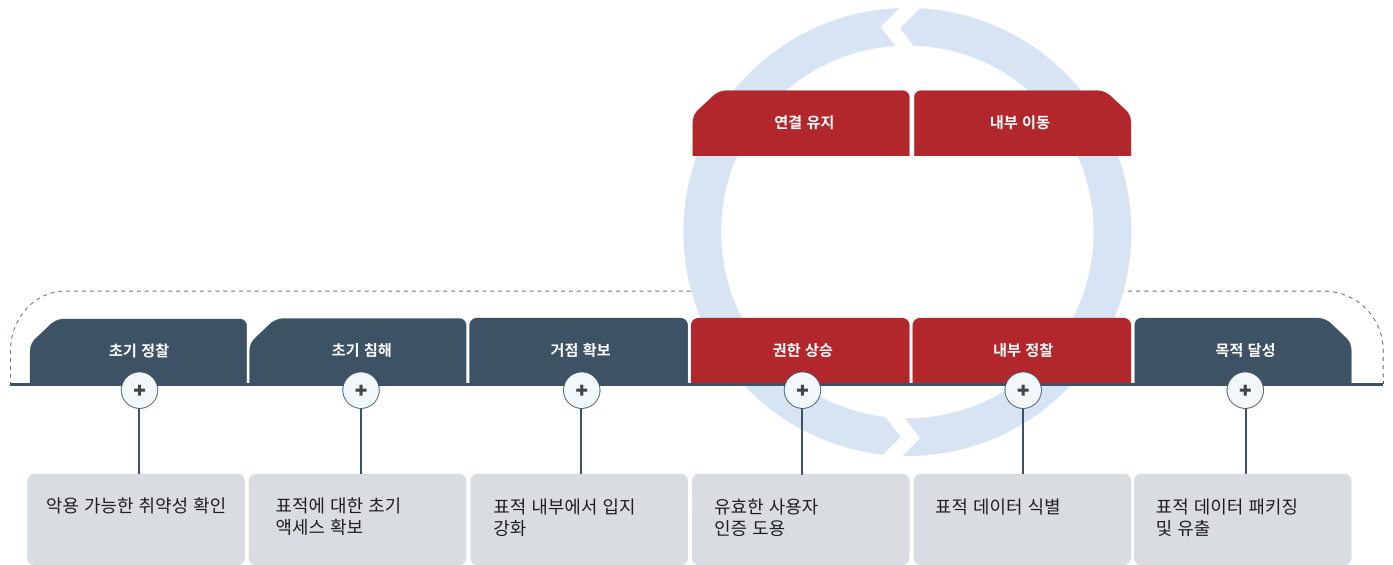 연결 유지
내부 이동
초기 정찰
초기 침해
거점 확보
권한 상승
내부 정찰
목적 달성
악용 가능한 취약성 확인
표적에 대한 초기
액세스 확보
표적 내부에서 입지
강화
유효한 사용자
인증 도용
표적 데이터 식별
표적 데이터 패키징
및 유출